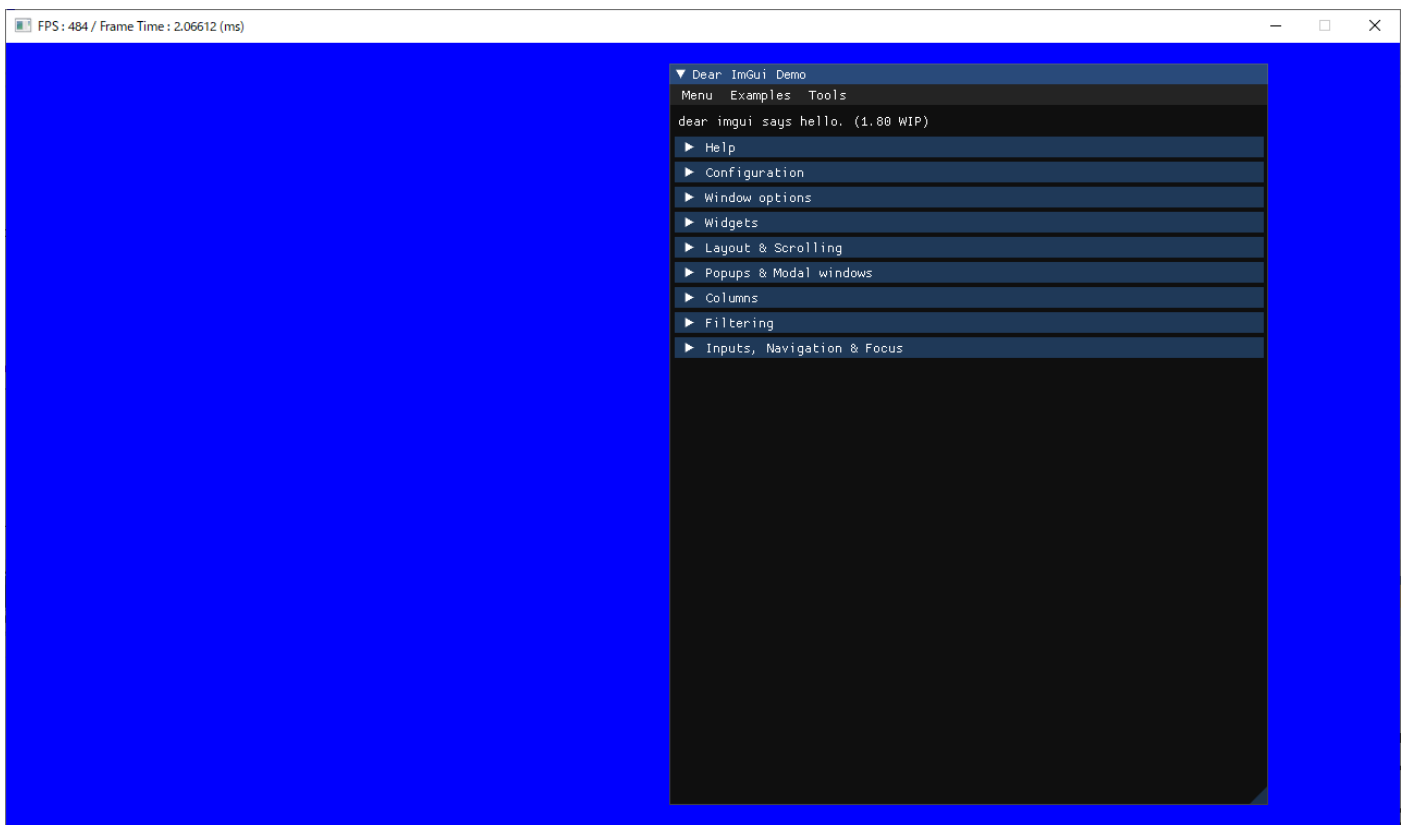 FPS : 484 / Frame Time : 2.06612 (ms)
Dear ImGui Demo
Menu Examples Tools
dear imgui says hello. (1.80 WIP)
Help
Configuration
Window options
Widgets
Layout & Scrolling
Popups & Modal windows
Columns
Filtering
Inputs, Navigation & Focus